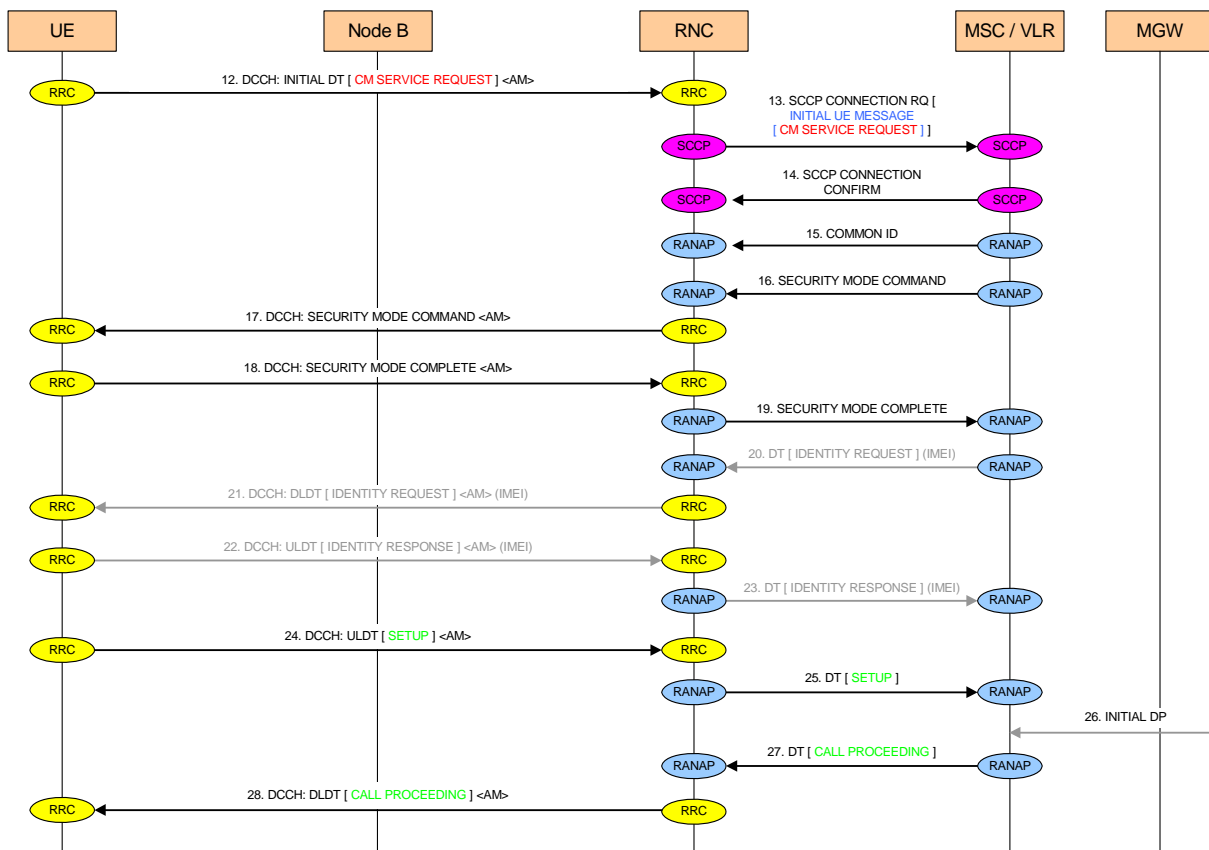 UE
Node B
RNC
MSC / VLR
MGW
12. DCCH: INITIAL DT [ CM SERVICE REQUEST ] <AM>
RRC
RRC
13. SCCP CONNECTION RQ [
INITIAL UE MESSAGE
[ CM SERVICE REQUEST ] ]
SCCP
SCCP
14. SCCP CONNECTION
CONFIRM
SCCP
SCCP
15. COMMON ID
RANAP
RANAP
16. SECURITY MODE COMMAND
RANAP
RANAP
17. DCCH: SECURITY MODE COMMAND <AM>
RRC
RRC
18. DCCH: SECURITY MODE COMPLETE <AM>
RRC
RRC
19. SECURITY MODE COMPLETE
RANAP
RANAP
20. DT [ IDENTITY REQUEST ] (IMEI)
RANAP
RANAP
21. DCCH: DLDT [ IDENTITY REQUEST ] <AM> (IMEI)
RRC
RRC
22. DCCH: ULDT [ IDENTITY RESPONSE ] <AM> (IMEI)
RRC
RRC
23. DT [ IDENTITY RESPONSE ] (IMEI)
RANAP
RANAP
24. DCCH: ULDT [ SETUP ] <AM>
RRC
RRC
25. DT [ SETUP ]
RANAP
RANAP
26. INITIAL DP
27. DT [ CALL PROCEEDING ]
RANAP
RANAP
28. DCCH: DLDT [ CALL PROCEEDING ] <AM>
RRC
RRC